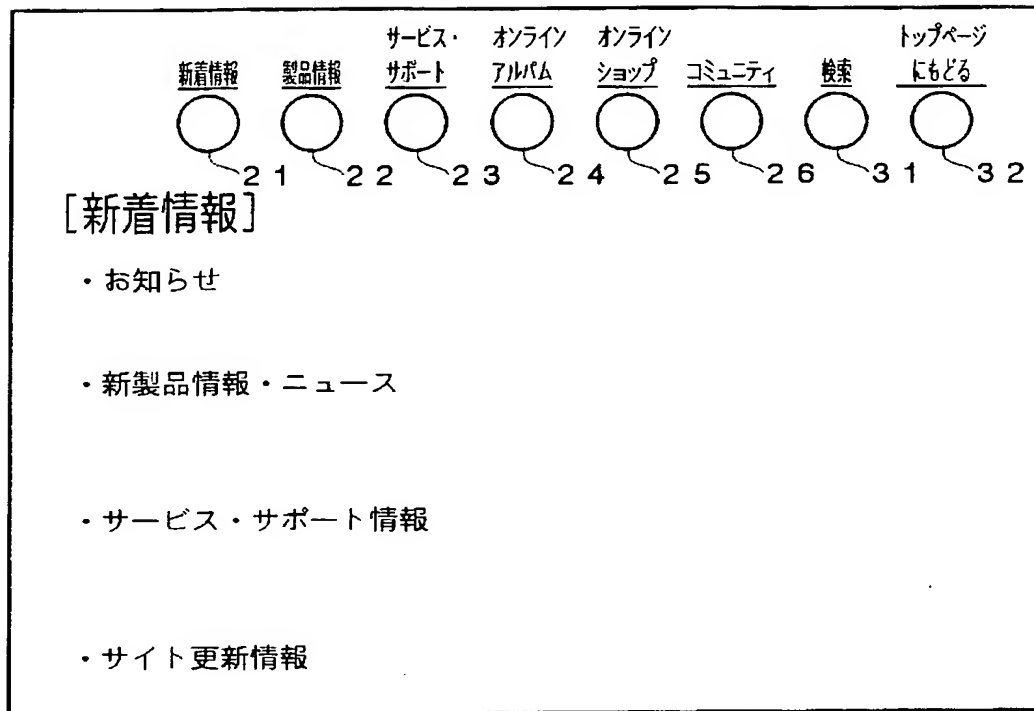 サービス・ オンライン オンライン トップページ
新着情報 製品情報 サポート アルバム ショップ コミュニティ 検索 にもどる
21 22 23 24 25 26 31 32
[新着情報]
・お知らせ
・新製品情報・ニュース
・サービス・サポート情報
・サイト更新情報